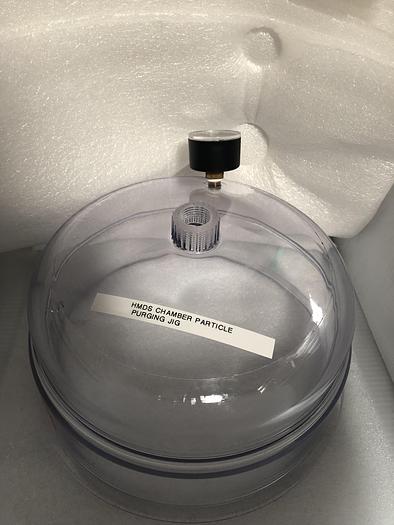 HMDS CHAMBER PARTICLE
PURGING JIG